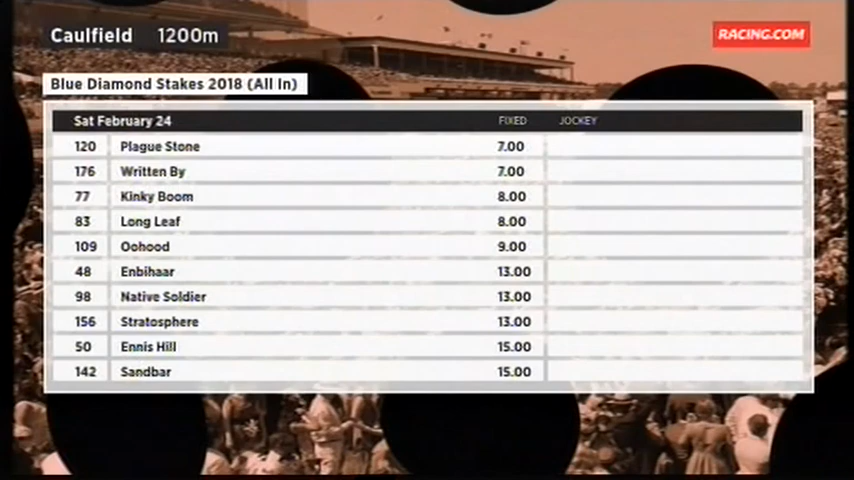 Caulfield 1200m
RACING.COM
Blue Diamond Stakes 2018 (All In)
Sat February 24 FIXED JOCKEY
120 Plague Stone 7.00
176 Written By 7.00
77 Kinky Boom 8.00
83 Long Leaf 8.00
109 Oohood 9.00
48 Enbihaar 13.00
98 Native Soldier 13.00
156 Stratosphere 13.00
50 Ennis Hill 15.00
142 Sandbar 15.00